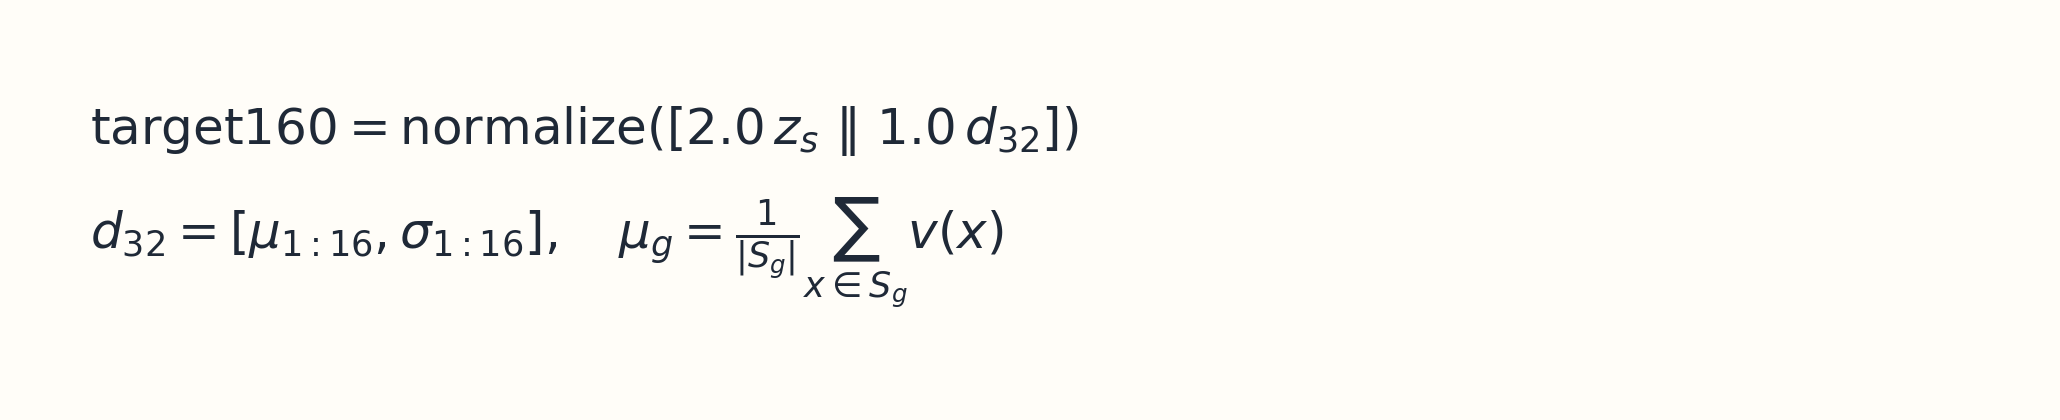 target160 = normalize([2.0 z_s ∥ 1.0 d_32])
d_32 = [μ_1:16, σ_1:16], μ_g = 1/|S_g| ∑_{x ∈ S_g} v(x)